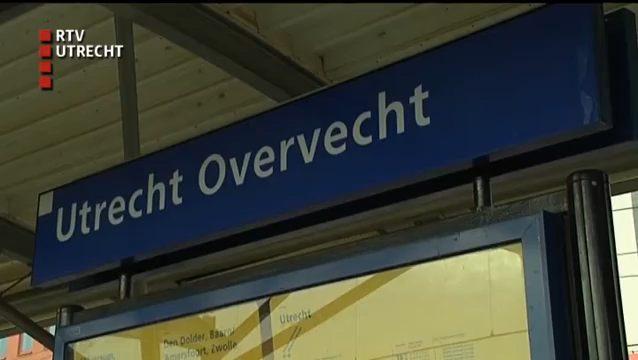 RTV
UTRECHT
Utrecht Overvecht
Utrecht
Den Dolder, Baarn
Amersfoort, Zwolle